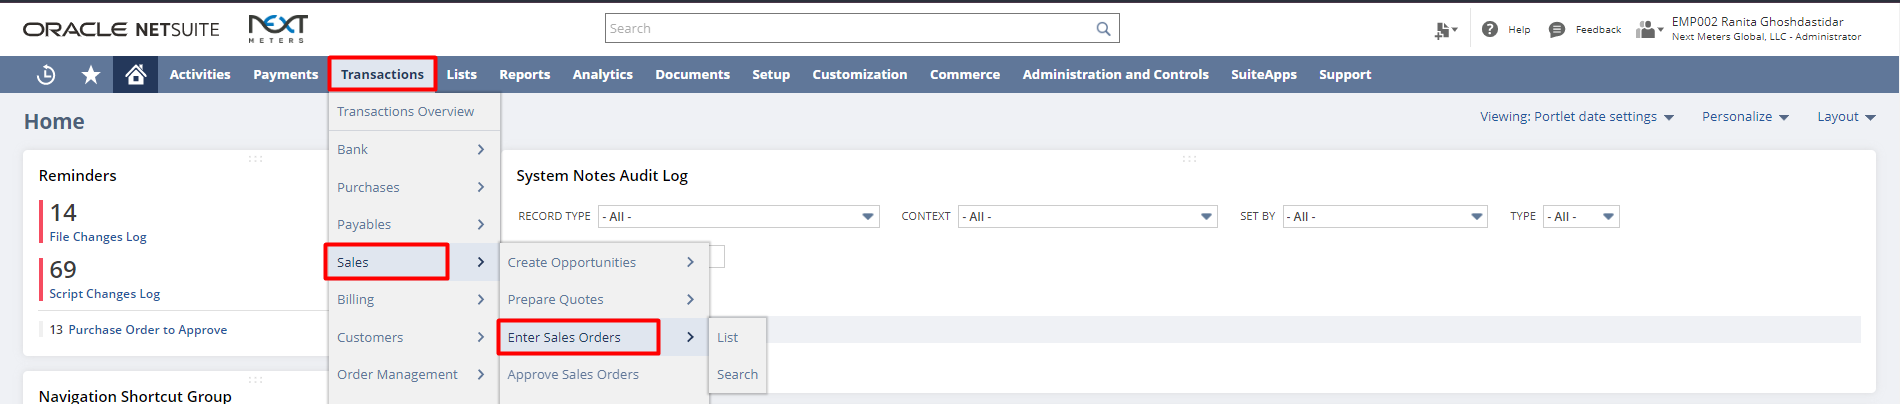 ORACLE NETSUITE
NEXT
METERS
Search
Help
Feedback
EMP002 Ranita Ghoshdastidar
Next Meters Global, LLC - Administrator
Activities Payments Transactions Lists Reports Analytics Documents Setup Customization Commerce Administration and Controls SuiteApps Support
Home
Viewing: Portlet date settings Personalize Layout
Transactions Overview
Bank
Purchases
Payables
Sales
Billing
Customers
Order Management
Create Opportunities
Prepare Quotes
Enter Sales Orders
Approve Sales Orders
List
Search
Reminders
14
File Changes Log
69
Script Changes Log
13 Purchase Order to Approve
Navigation Shortcut Group
System Notes Audit Log
RECORD TYPE - All - CONTEXT - All - SET BY - All - TYPE - All -